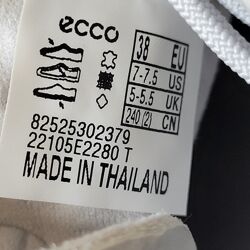 ecco
38 EU
7-7.5 US
5-5.5 UK
240(2) CN
82525302379
22105E2280 T
MADE IN THAILAND